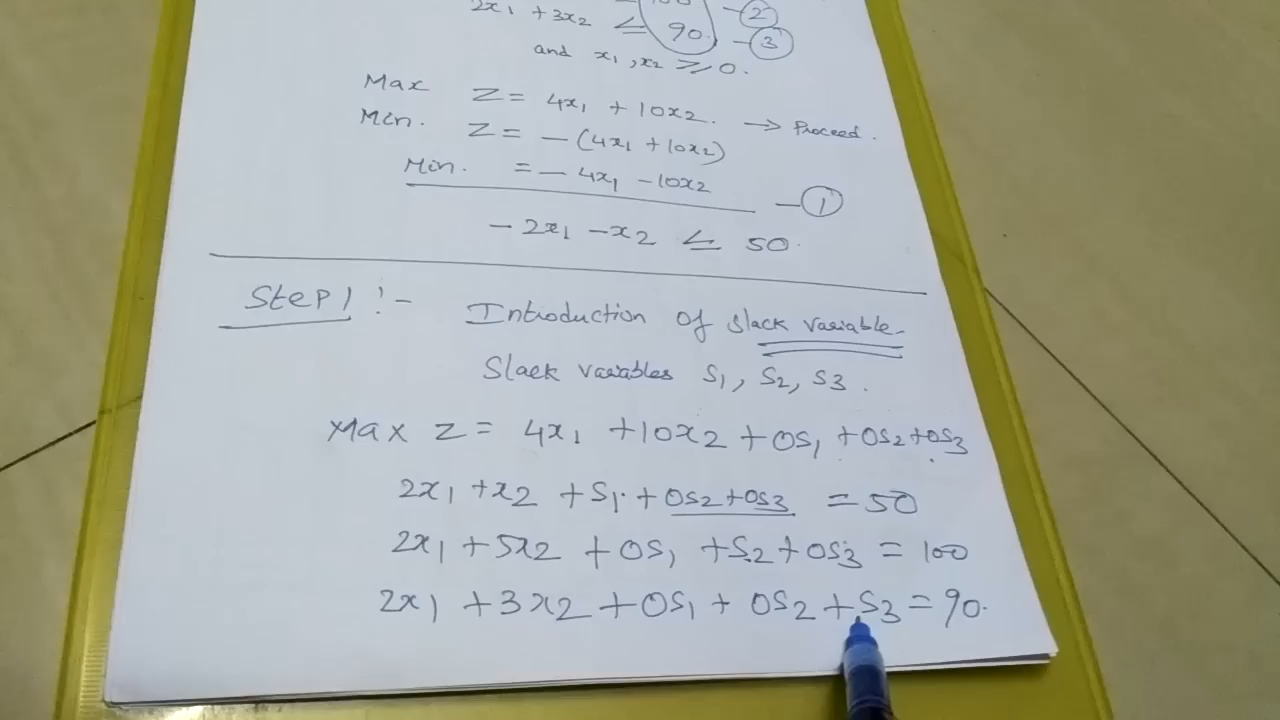 2x₁ + 3x₂ ≤ 90. -③
-②
and x₁, x₂ ≥ 0.
Max Z = 4x₁ + 10x₂. → Proceed.
Min. Z = -(4x₁ + 10x₂)
Min. = - 4x₁ - 10x₂
-①
- 2x₁ - x₂ ≤ 50.
Step 1 :- Introduction of slack variable.
Slack variables S₁, S₂, S₃.
Max Z = 4x₁ + 10x₂ + 0S₁ + 0S₂ + 0S₃
2x₁ + x₂ + S₁ + 0S₂ + 0S₃ = 50
2x₁ + 5x₂ + 0S₁ + S₂ + 0S₃ = 100
2x₁ + 3x₂ + 0S₁ + 0S₂ + S₃ = 90.